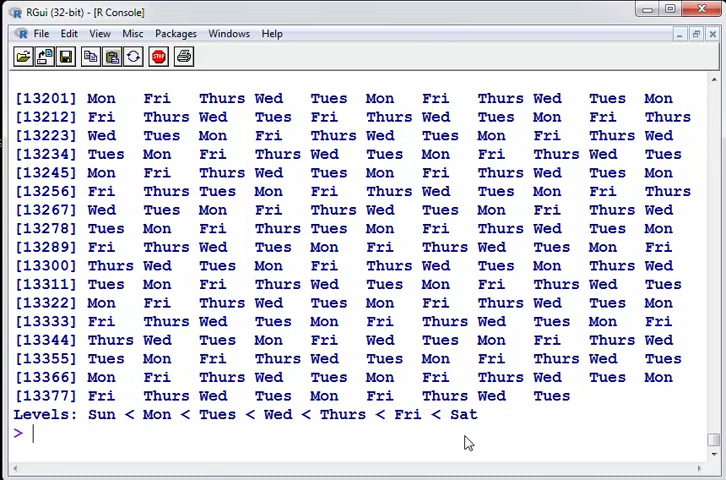 RGui (32-bit) - [R Console]
File Edit View Misc Packages Windows Help
STOP
[13201] Mon Fri Thurs Wed Tues Mon Fri Thurs Wed Tues Mon
[13212] Fri Thurs Wed Tues Fri Thurs Wed Tues Mon Fri Thurs
[13223] Wed Tues Mon Fri Thurs Wed Tues Mon Fri Thurs Wed
[13234] Tues Mon Fri Thurs Wed Tues Mon Fri Thurs Wed Tues
[13245] Mon Fri Thurs Wed Tues Mon Fri Thurs Wed Tues Mon
[13256] Fri Thurs Tues Mon Fri Thurs Wed Tues Mon Fri Thurs
[13267] Wed Tues Mon Fri Thurs Wed Tues Mon Fri Thurs Wed
[13278] Tues Mon Fri Thurs Wed Tues Mon Fri Thurs Wed Tues
[13289] Fri Thurs Wed Tues Mon Fri Thurs Wed Tues Mon Fri
[13300] Thurs Wed Tues Mon Fri Thurs Wed Tues Mon Thurs Wed
[13311] Tues Mon Fri Thurs Wed Tues Mon Fri Thurs Wed Tues
[13322] Mon Fri Thurs Wed Tues Mon Fri Thurs Wed Tues Mon
[13333] Fri Thurs Wed Tues Mon Fri Thurs Wed Tues Mon Fri
[13344] Thurs Wed Tues Mon Fri Wed Tues Mon Fri Thurs Wed
[13355] Tues Mon Fri Thurs Wed Tues Mon Fri Thurs Wed Tues
[13366] Mon Fri Thurs Wed Tues Mon Fri Thurs Wed Tues Mon
[13377] Fri Thurs Wed Tues Mon Fri Thurs Wed Tues
Levels: Sun < Mon < Tues < Wed < Thurs < Fri < Sat
>